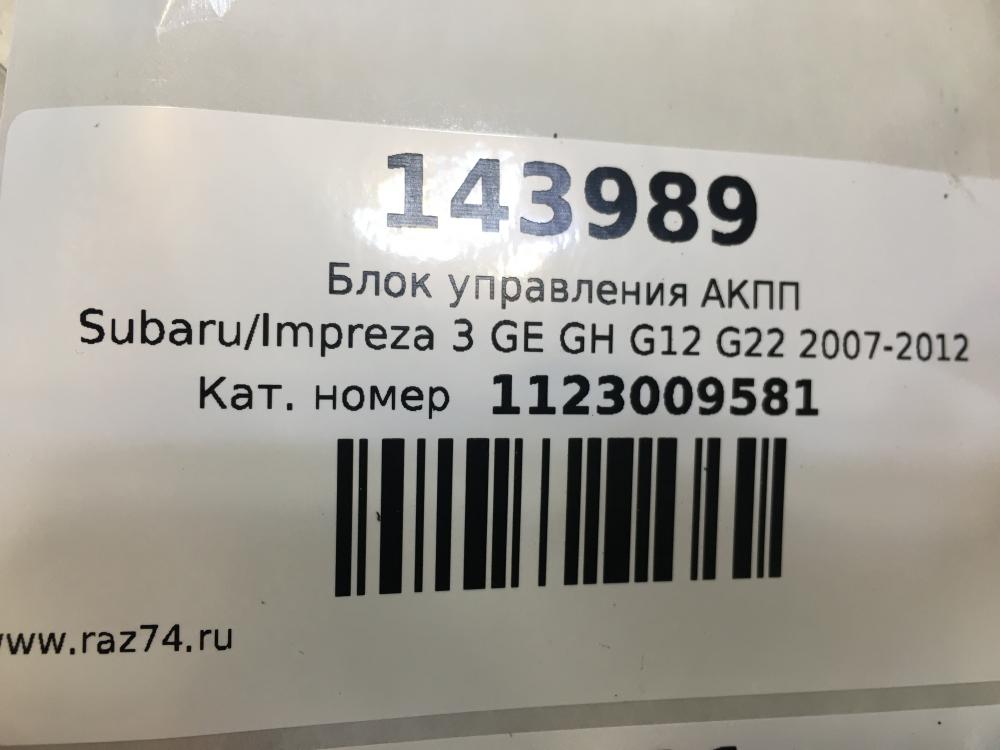 143989
Блок управления АКПП
Subaru/Impreza 3 GE GH G12 G22 2007-2012
Кат. номер 1123009581
www.raz74.ru